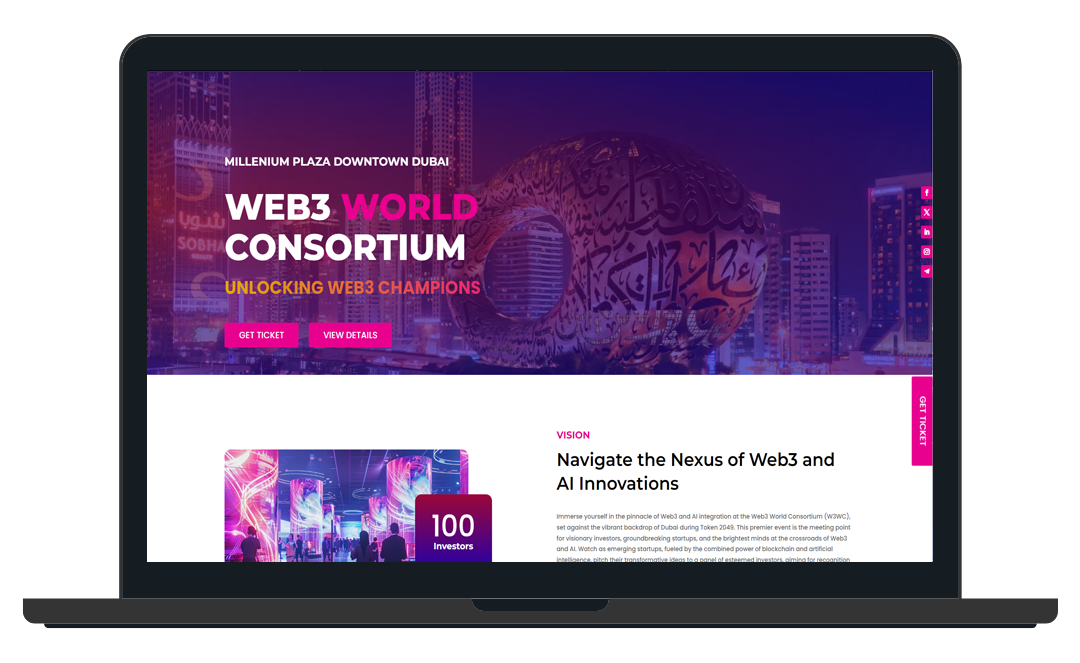 MILLENIUM PLAZA DOWNTOWN DUBAI
WEB3 WORLD
CONSORTIUM
UNLOCKING WEB3 CHAMPIONS
GET TICKET
VIEW DETAILS
شوبا
SOBHA
GET TICKET
VISION
Navigate the Nexus of Web3 and
AI Innovations
100
Investors
Immerse yourself in the pinnacle of Web3 and AI integration at the Web3 World Consortium (W3WC),
set against the vibrant backdrop of Dubai during Token 2049. This premier event is the meeting point
for visionary investors, groundbreaking startups, and the brightest minds at the crossroads of Web3
and AI. Watch as emerging startups, fueled by the combined power of blockchain and artificial
intelligence, pitch their transformative ideas to a panel of esteemed investors, aiming for recognition